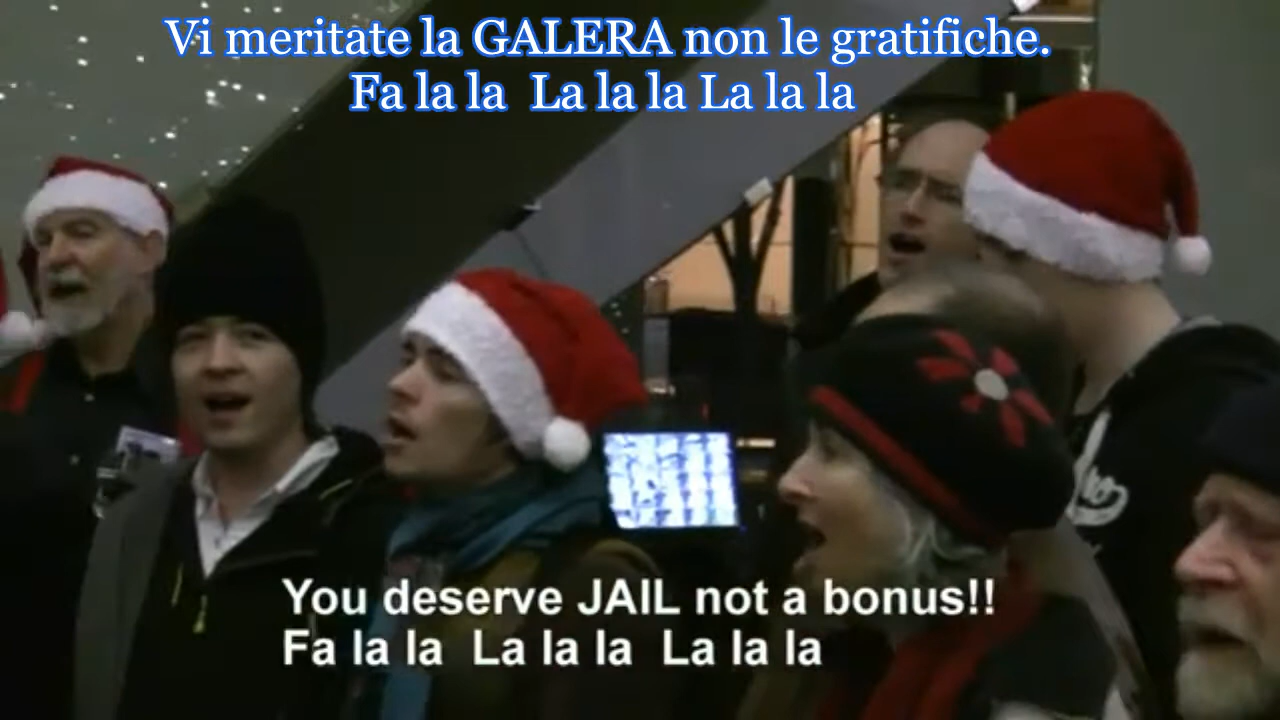 Vi meritate la GALERA non le gratifiche.
Fa la la  La la la La la la
You deserve JAIL not a bonus!!
Fa la la  La la la  La la la